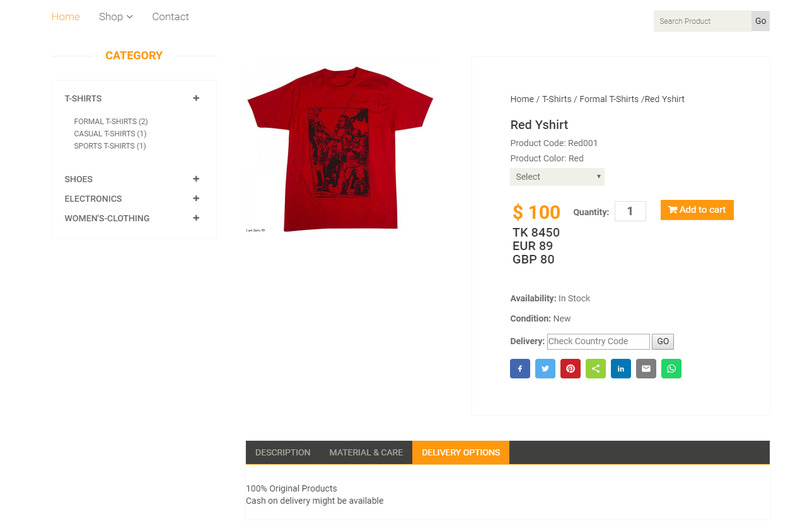 Home Shop Contact
Search Product Go
CATEGORY
T-SHIRTS +
FORMAL T-SHIRTS (2)
CASUAL T-SHIRTS (1)
SPORTS T-SHIRTS (1)
SHOES +
ELECTRONICS +
WOMEN'S-CLOTHING +
Home / T-Shirts / Formal T-Shirts /Red Yshirt
Red Yshirt
Product Code: Red001
Product Color: Red
Select
$ 100 Quantity: 1 Add to cart
TK 8450
EUR 89
GBP 80
Availability: In Stock
Condition: New
Delivery: Check Country Code GO
DESCRIPTION MATERIAL & CARE DELIVERY OPTIONS
100% Original Products
Cash on delivery might be available